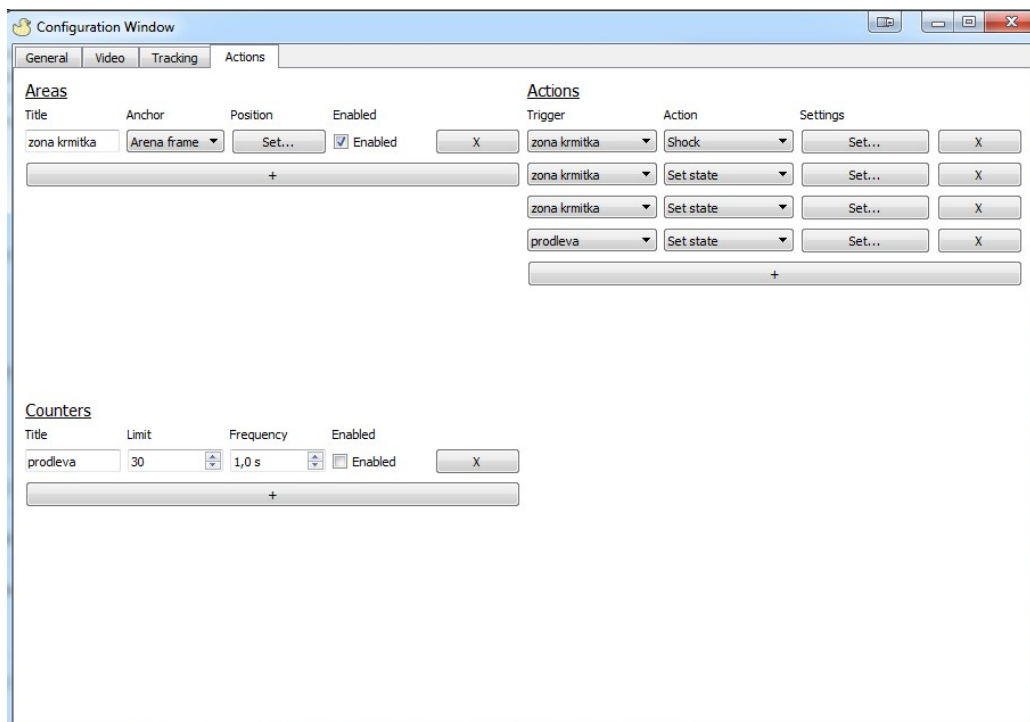 Configuration Window
General Video Tracking Actions
Areas
Title Anchor Position Enabled
zona krmitka Arena frame Set... Enabled X
+
Actions
Trigger Action Settings
zona krmitka Shock Set... X
zona krmitka Set state Set... X
zona krmitka Set state Set... X
prodleva Set state Set... X
+
Counters
Title Limit Frequency Enabled
prodleva 30 1,0 s Enabled X
+